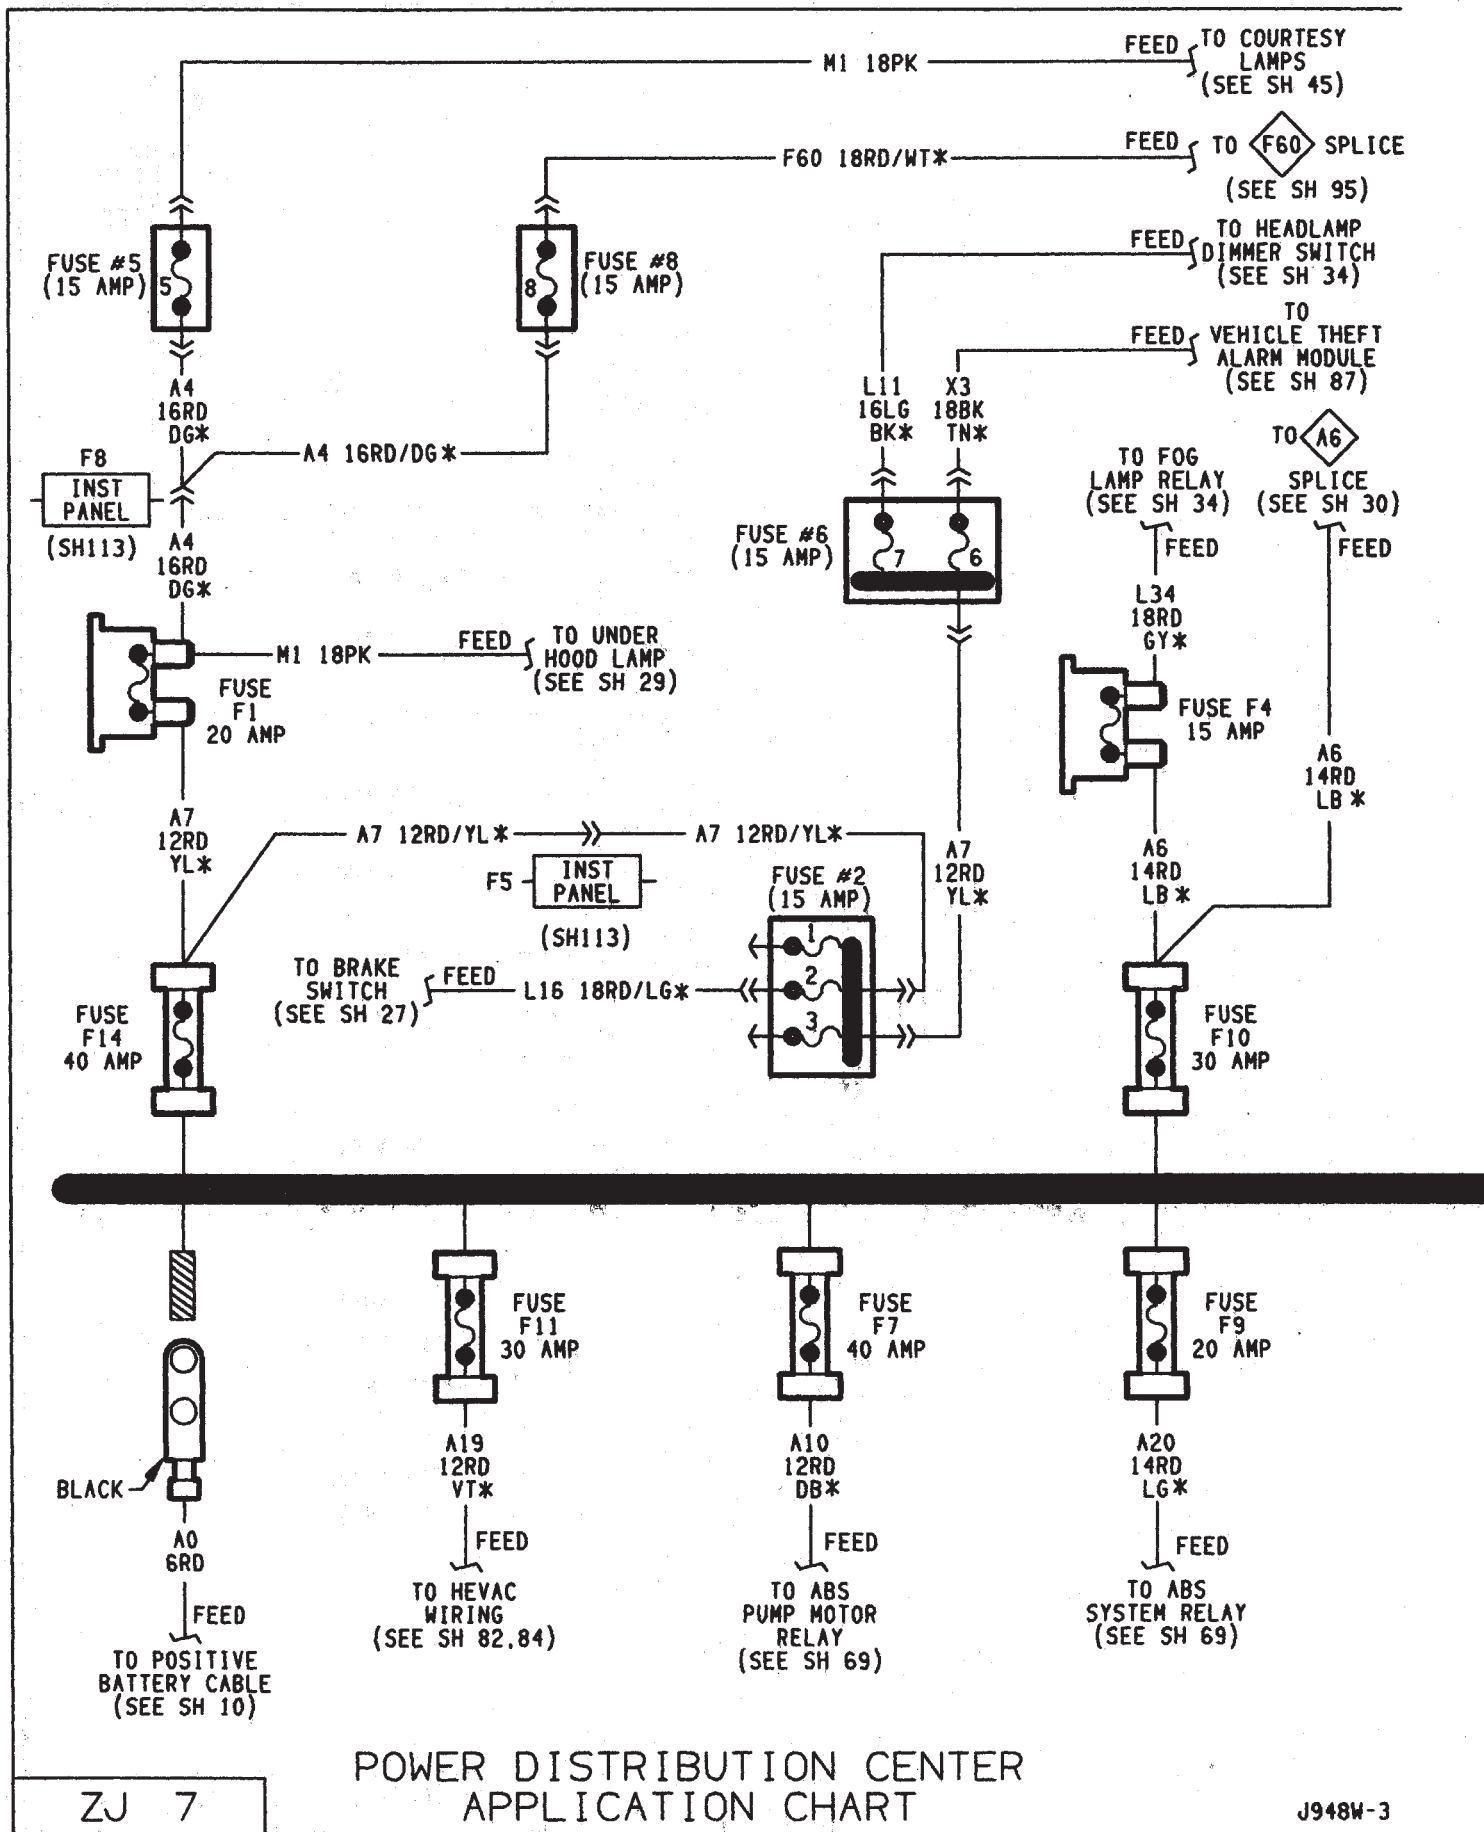 FEED
TO COURTESY
LAMPS
(SEE SH 45)
M1 18PK
FEED
TO F60 SPLICE
(SEE SH 95)
F60 18RD/WT*
FEED
TO HEADLAMP
DIMMER SWITCH
(SEE SH 34)
FUSE #5
(15 AMP)
5
FUSE #8
(15 AMP)
8
FEED
TO
VEHICLE THEFT
ALARM MODULE
(SEE SH 87)
A4
16RD
DG*
L11
16LG
BK*
X3
18BK
TN*
A4 16RD/DG*
TO A6
SPLICE
(SEE SH 30)
FEED
TO FOG
LAMP RELAY
(SEE SH 34)
FEED
F8
INST
PANEL
(SH113)
A4
16RD
DG*
FUSE #6
(15 AMP)
7
6
L34
18RD
GY*
M1 18PK
FEED
TO UNDER
HOOD LAMP
(SEE SH 29)
FUSE
F1
20 AMP
FUSE F4
15 AMP
A6
14RD
LB*
A7
12RD
YL*
A7 12RD/YL*
A7 12RD/YL*
F5
INST
PANEL
(SH113)
FUSE #2
(15 AMP)
A7
12RD
YL*
A6
14RD
LB*
1
2
3
TO BRAKE
SWITCH
(SEE SH 27)
FEED
L16 18RD/LG*
FUSE
F14
40 AMP
FUSE
F10
30 AMP
FUSE
F11
30 AMP
FUSE
F7
40 AMP
FUSE
F9
20 AMP
BLACK
A0
6RD
FEED
TO POSITIVE
BATTERY CABLE
(SEE SH 10)
A19
12RD
VT*
FEED
TO HEVAC
WIRING
(SEE SH 82,84)
A10
12RD
DB*
FEED
TO ABS
PUMP MOTOR
RELAY
(SEE SH 69)
A20
14RD
LG*
FEED
TO ABS
SYSTEM RELAY
(SEE SH 69)
POWER DISTRIBUTION CENTER
APPLICATION CHART
ZJ 7
J948W-3